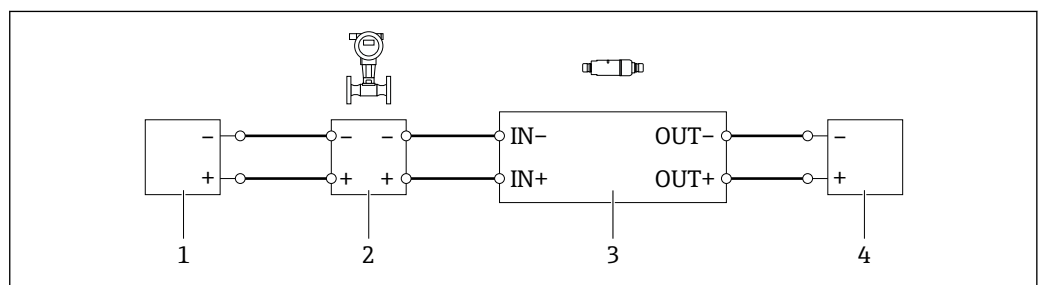 − − − IN− OUT− −
+ + + IN+ OUT+ +
1 2 3 4